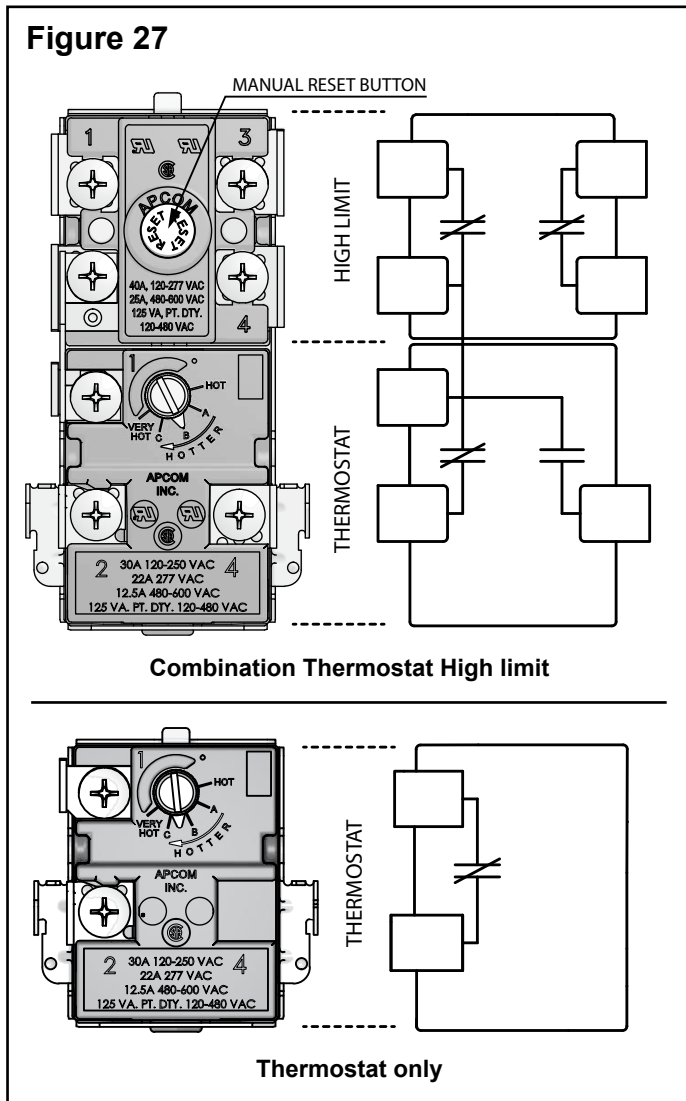 Figure 27
MANUAL RESET BUTTON
1
3
APCOM
RESET
RESET
40A, 120-277 VAC
25A, 480-600 VAC
125 VA, PT. DTY.
120-480 VAC
4
HIGH LIMIT
1
HOT
A
B
C
VERY
HOT
HOTTER
APCOM
INC.
2 30A 120-250 VAC 4
22A 277 VAC
12.5A 480-600 VAC
125 VA. PT. DTY. 120-480 VAC
THERMOSTAT
Combination Thermostat High limit
1
HOT
A
B
C
VERY
HOT
HOTTER
APCOM
INC.
2 30A 120-250 VAC 4
22A 277 VAC
12.5A 480-600 VAC
125 VA. PT. DTY. 120-480 VAC
THERMOSTAT
Thermostat only